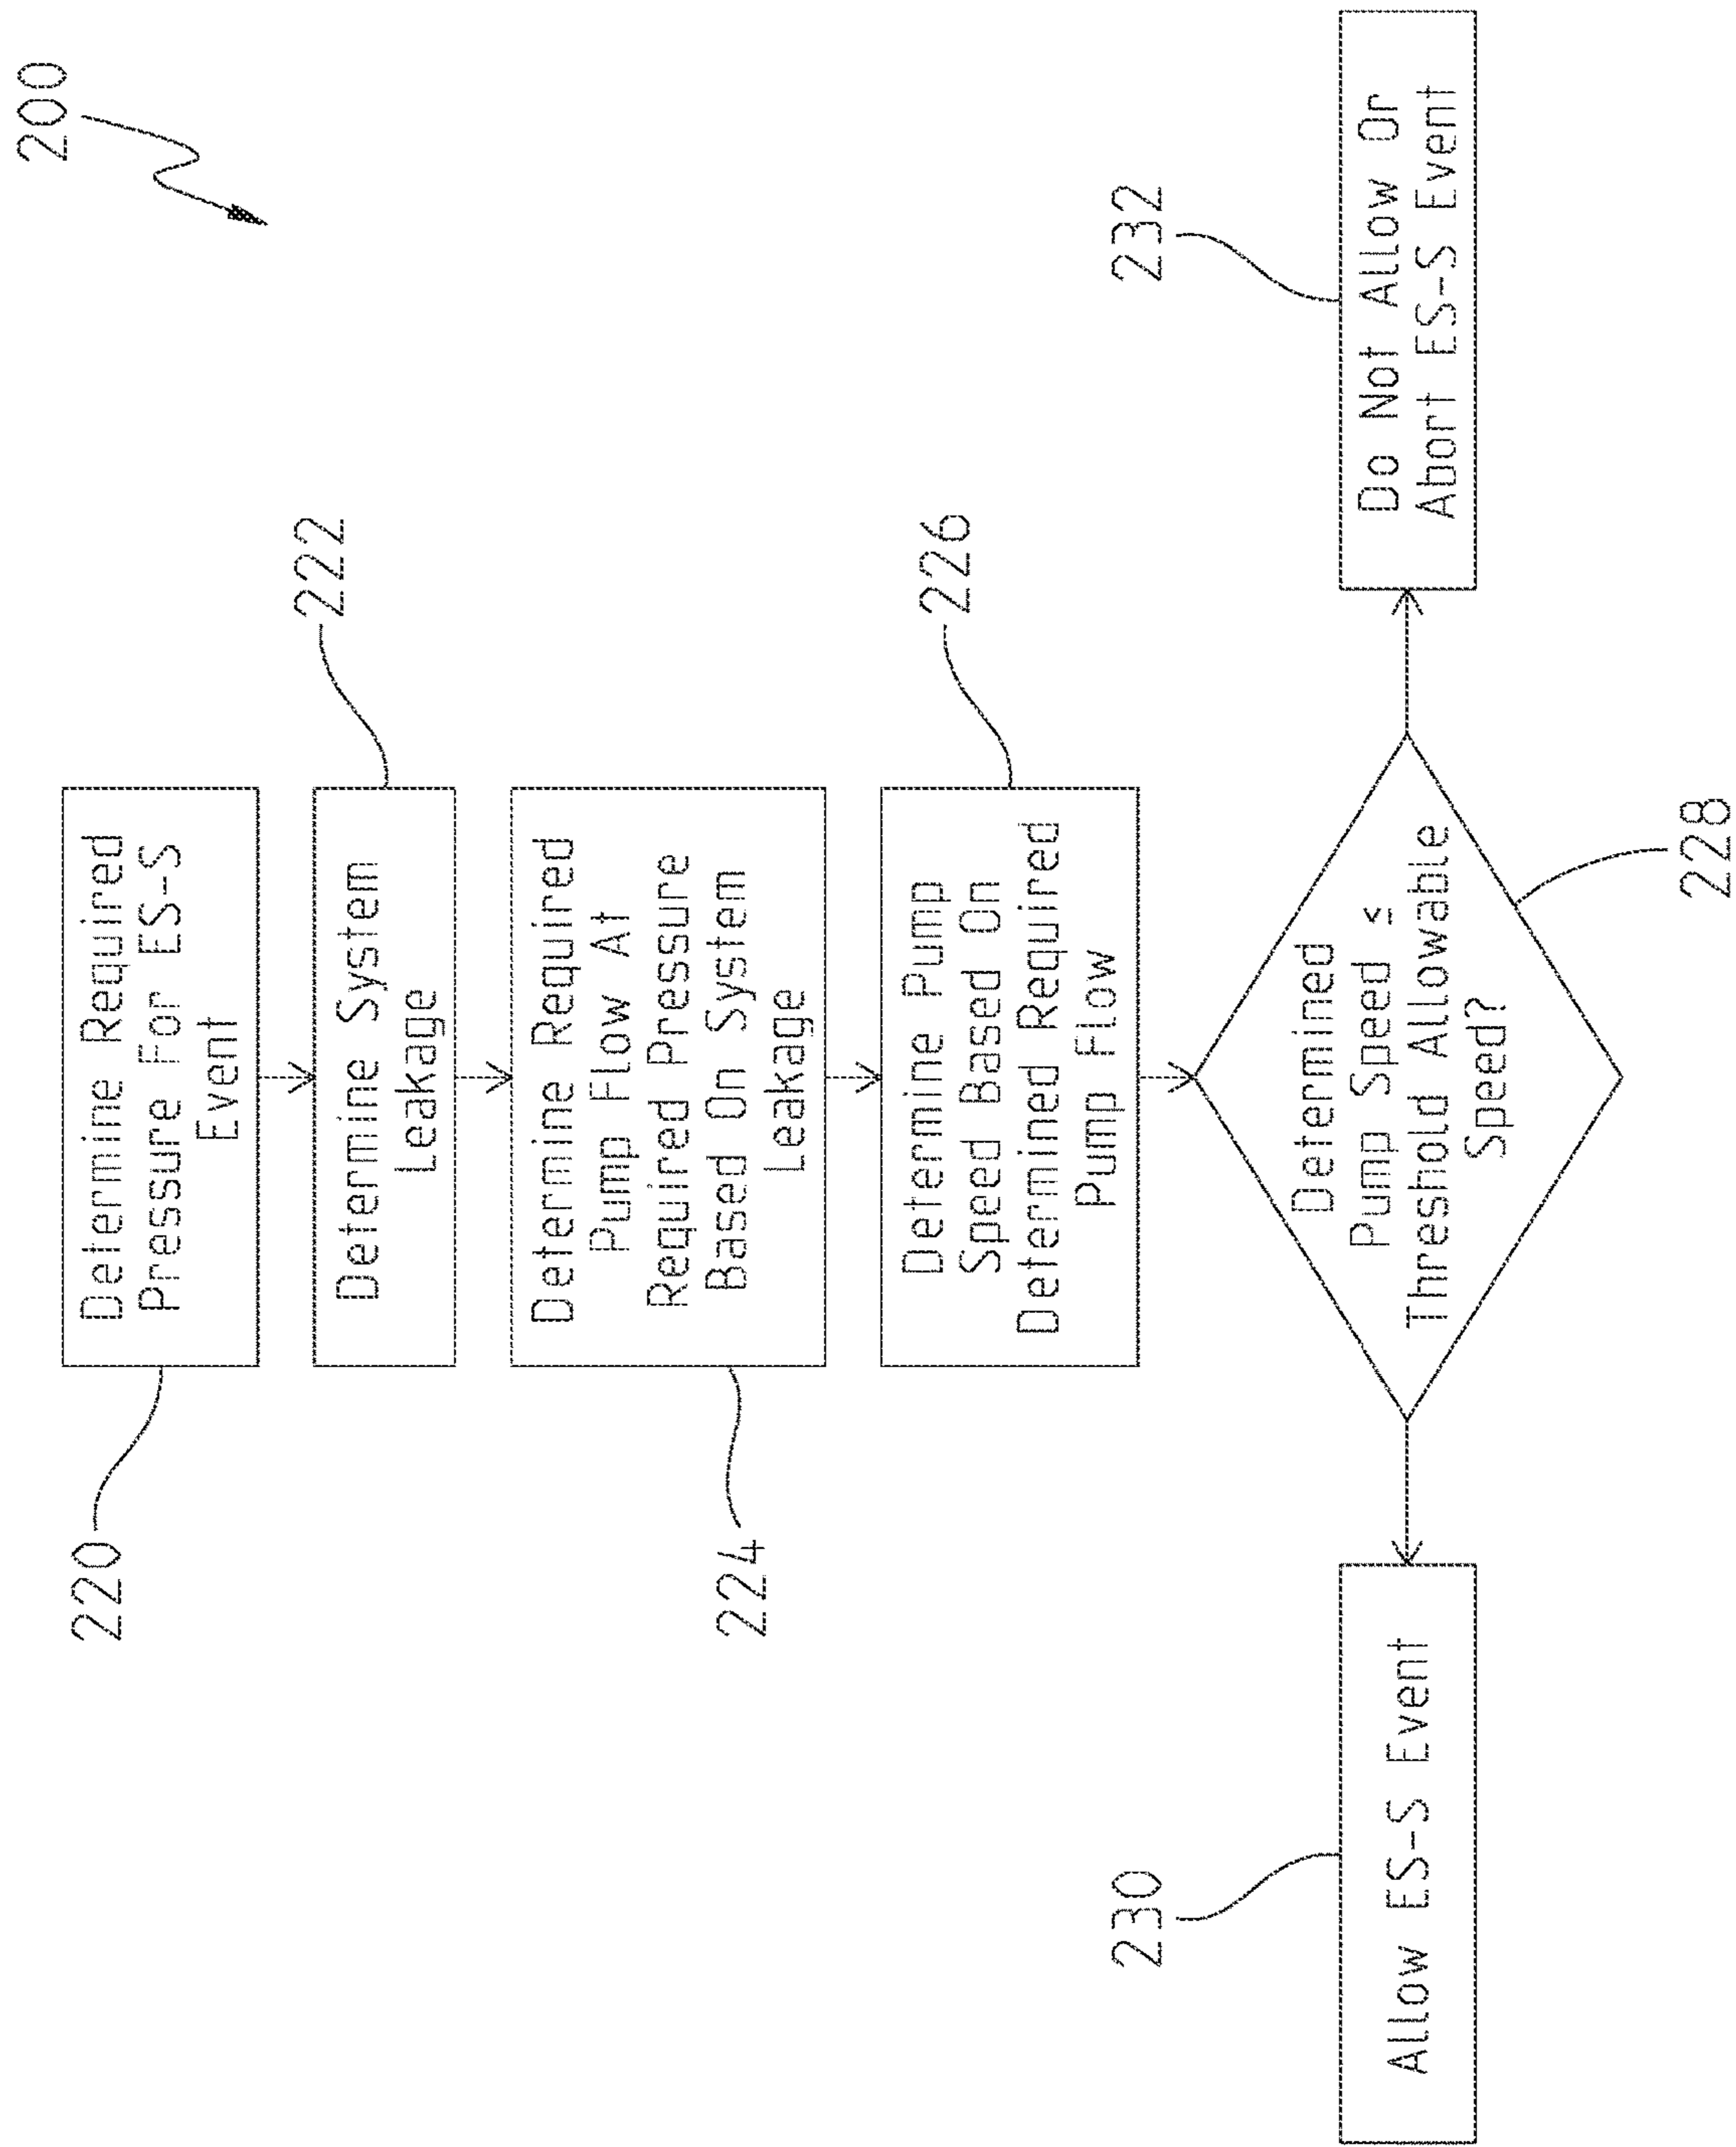 200
220
Determine Required
Pressure For ES-S
Event
222
Determine System
Leakage
224
Determine Required
Pump Flow At
Required Pressure
Based On System
Leakage
226
Determine Pump
Speed Based On
Determined Required
Pump Flow
228
Determined
Pump Speed ≤
Threshold Allowable
Speed?
230
Allow ES-S Event
232
Do Not Allow Or
Abort ES-S Event